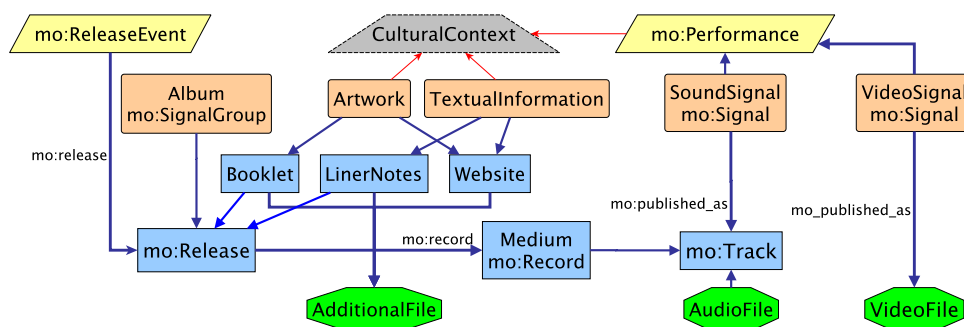 mo:ReleaseEvent
CulturalContext
mo:Performance
Album
mo:SignalGroup
Artwork
TextualInformation
SoundSignal
mo:Signal
VideoSignal
mo:Signal
mo:release
Booklet
LinerNotes
Website
mo:published_as
mo_published_as
mo:Release
mo:record
Medium
mo:Record
mo:Track
AdditionalFile
AudioFile
VideoFile